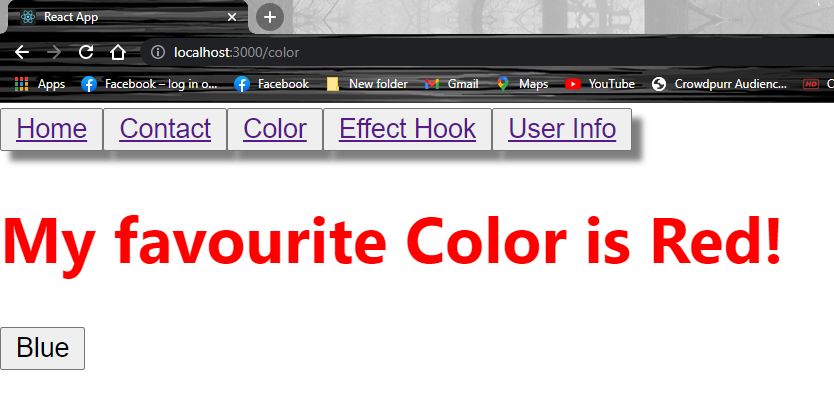 React App
localhost:3000/color
Apps Facebook – log in o... Facebook New folder Gmail Maps YouTube Crowdpurr Audienc... HD C
Home Contact Color Effect Hook User Info
My favourite Color is Red!
Blue